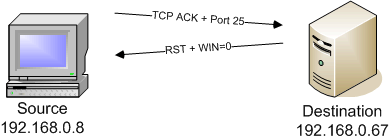 TCP ACK + Port 25
RST + WIN=0
Source
192.168.0.8
Destination
192.168.0.67